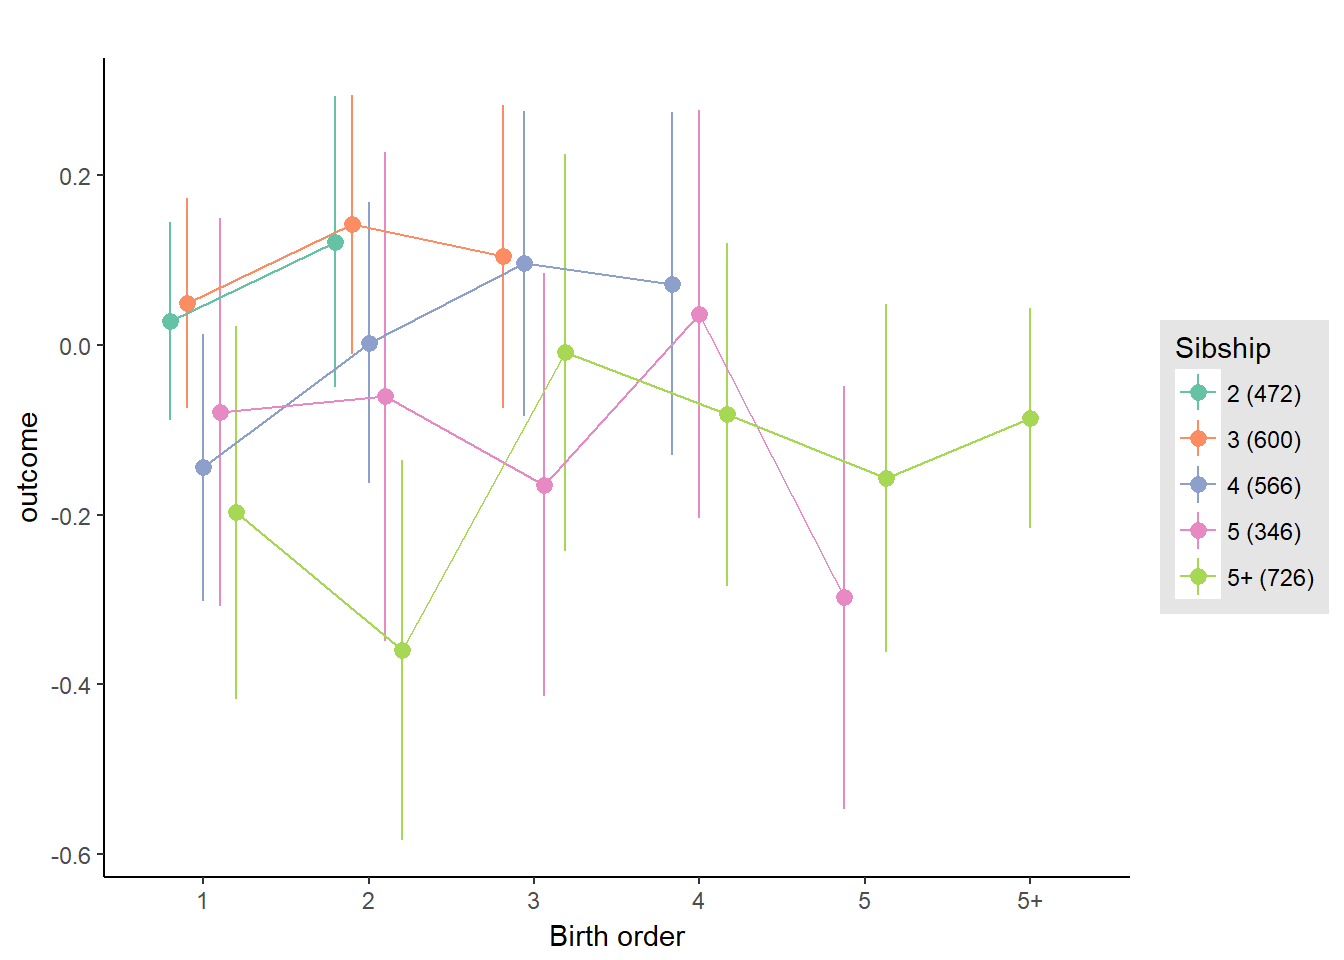 0.2
0.0
-0.2
-0.4
-0.6
outcome
1 2 3 4 5 5+
Birth order
Sibship
2 (472)
3 (600)
4 (566)
5 (346)
5+ (726)